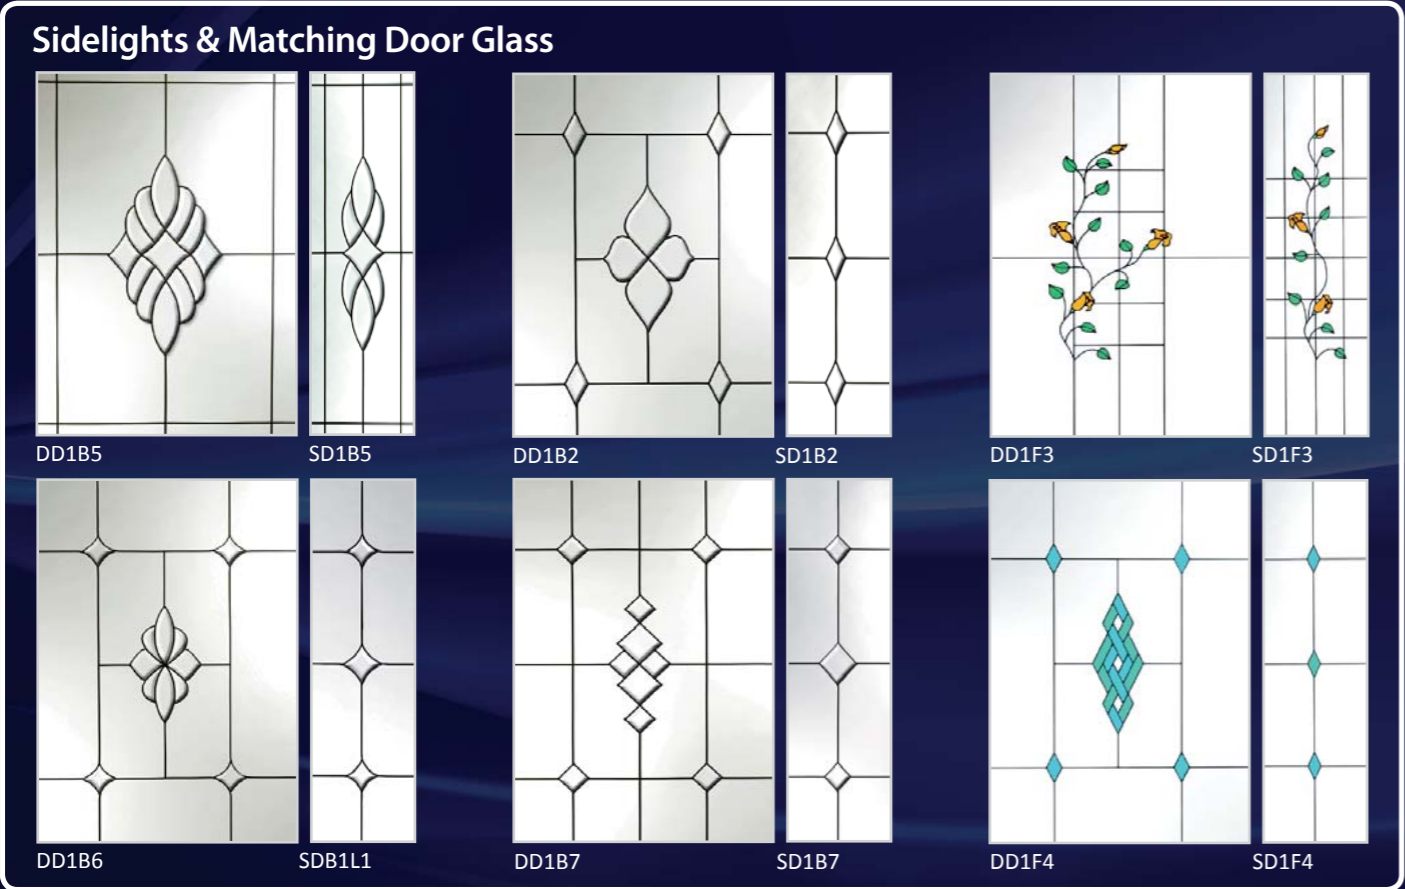 Sidelights & Matching Door Glass
DD1B5 SD1B5 DD1B2 SD1B2 DD1F3 SD1F3
DD1B6 SDB1L1 DD1B7 SD1B7 DD1F4 SD1F4